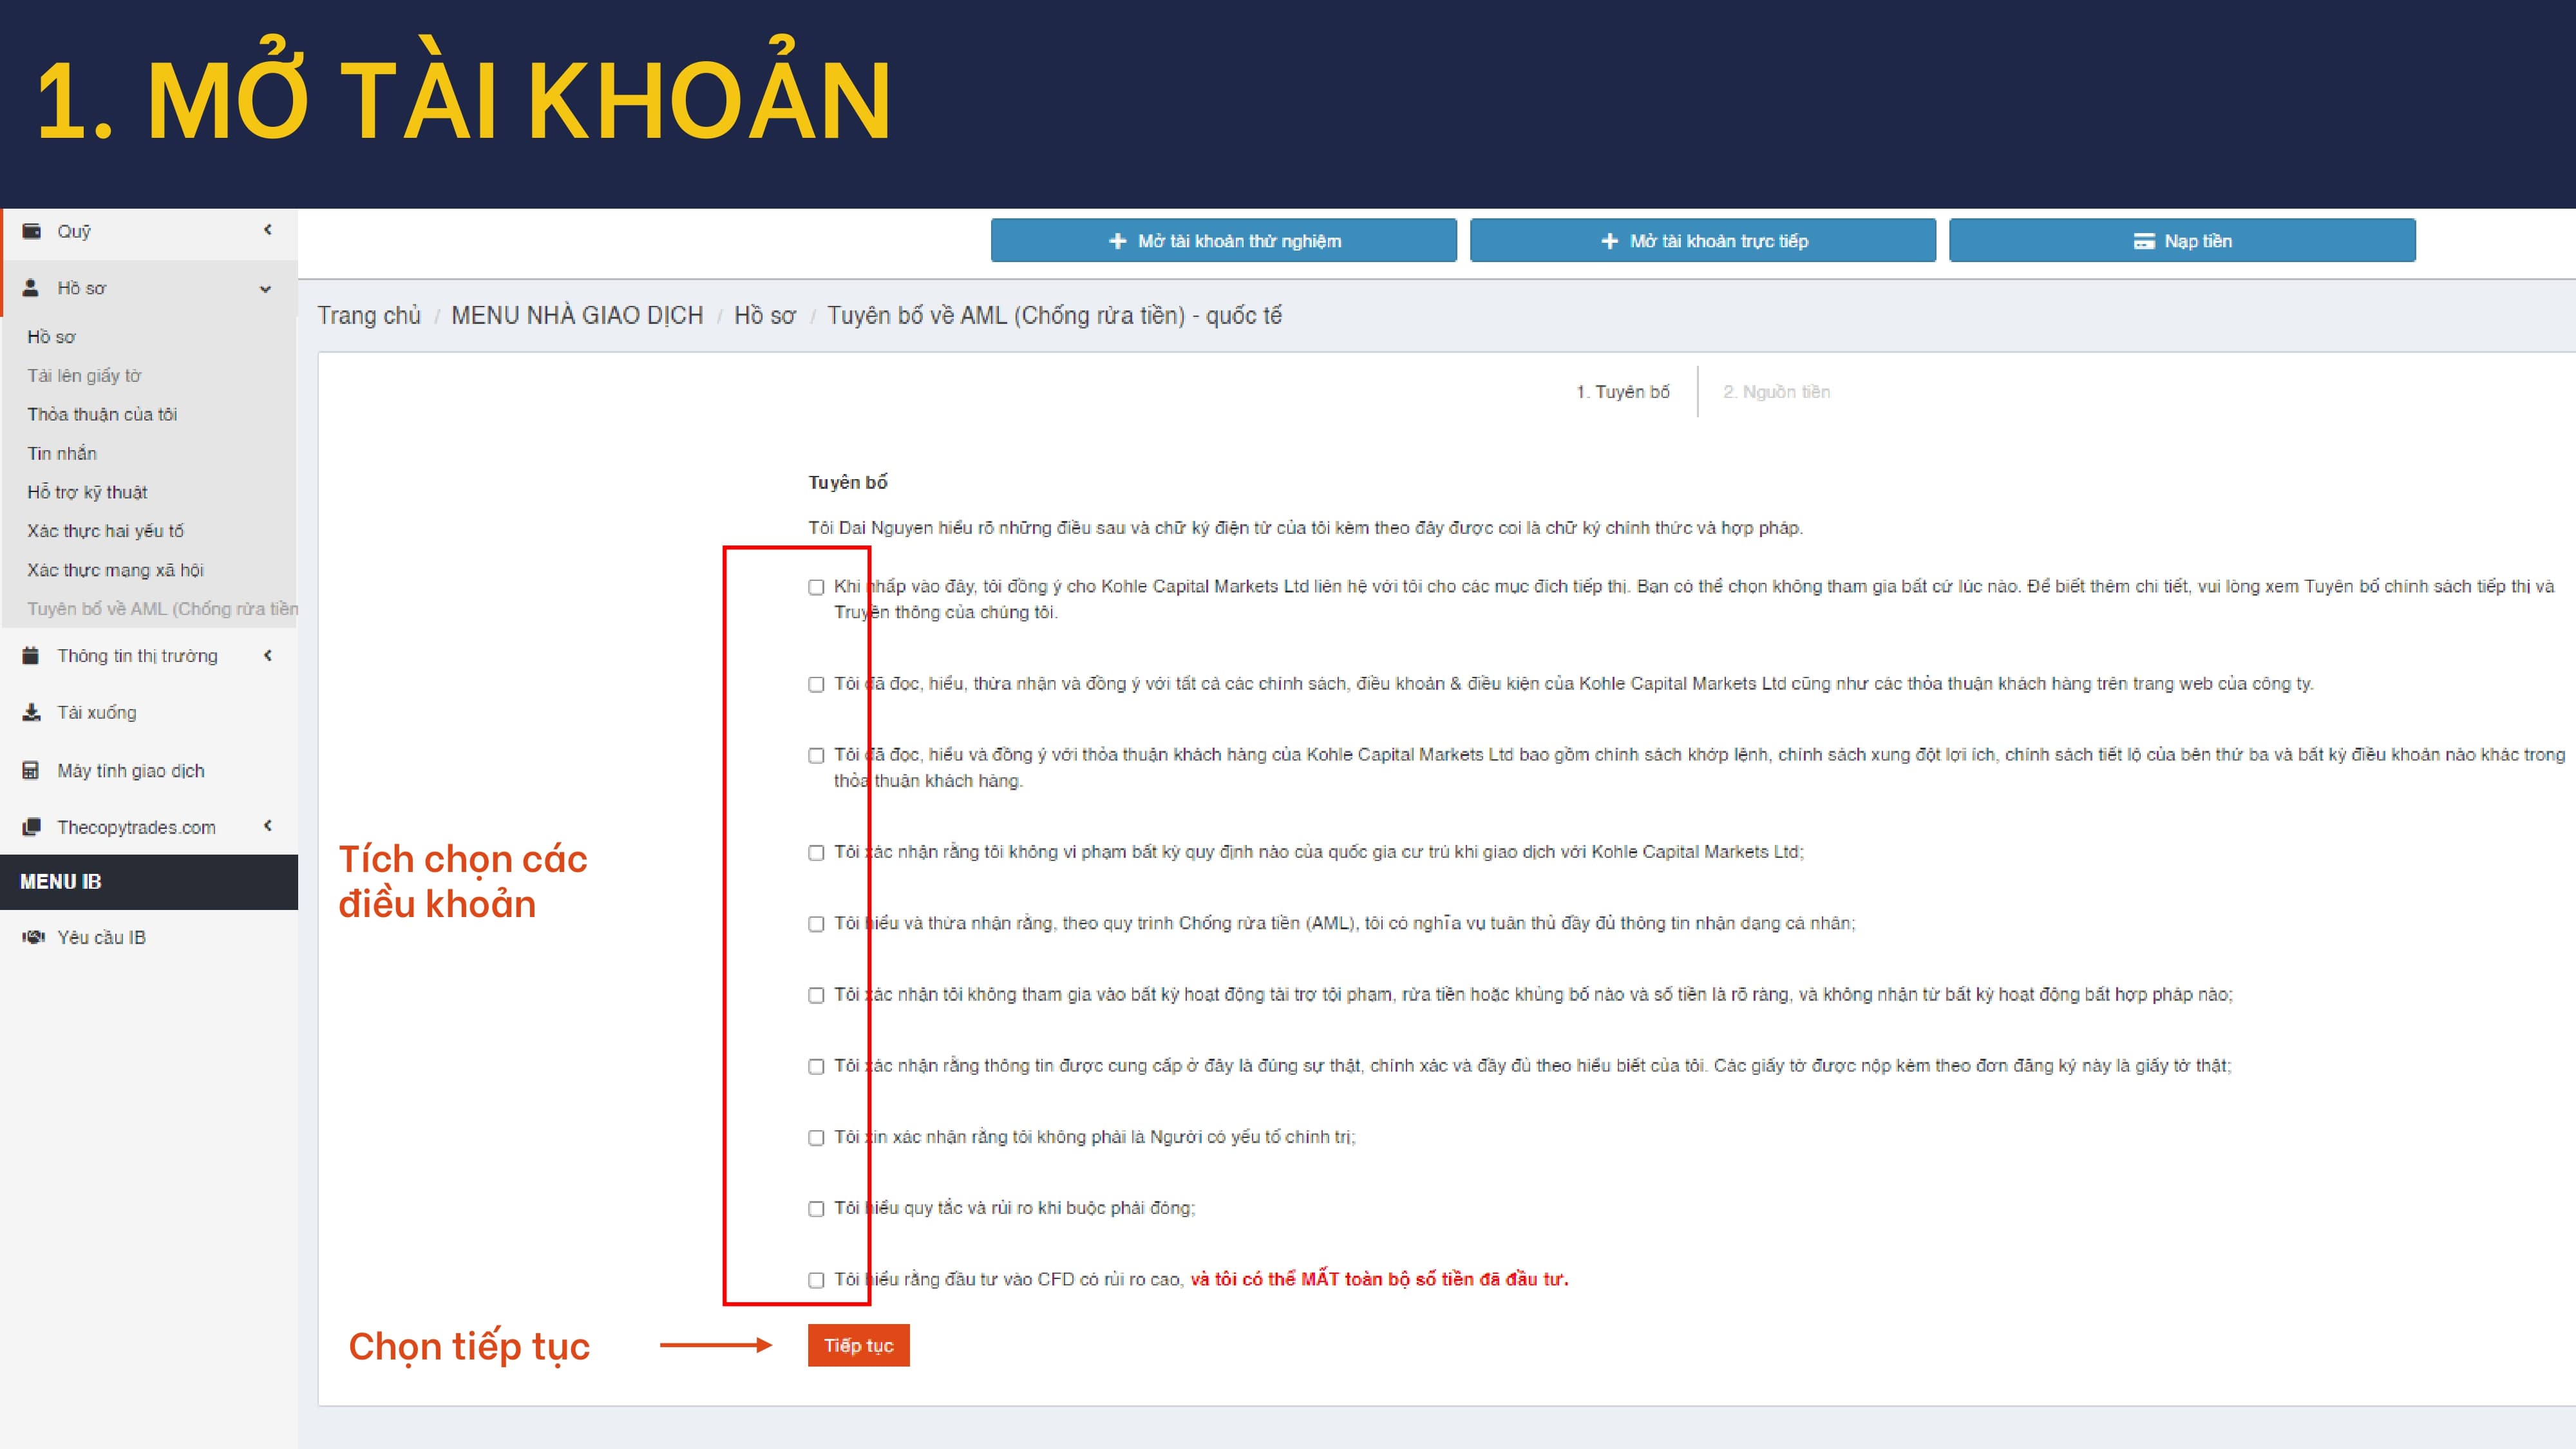 1. MỞ TÀI KHOẢN
Quỹ
Hồ sơ
Hồ sơ
Tải lên giấy tờ
Thỏa thuận của tôi
Tin nhắn
Hỗ trợ kỹ thuật
Xác thực hai yếu tố
Xác thực mạng xã hội
Tuyên bố về AML (Chống rửa tiền
Thông tin thị trường
Tải xuống
Máy tính giao dịch
Thecopytrades.com
MENU IB
Yêu cầu IB
Mở tài khoản thử nghiệm
Mở tài khoản trực tiếp
Nạp tiền
Trang chủ / MENU NHÀ GIAO DỊCH / Hồ sơ / Tuyên bố về AML (Chống rửa tiền) - quốc tế
1. Tuyên bố
2. Nguồn tiền
Tuyên bố
Tôi Dai Nguyen hiểu rõ những điều sau và chữ ký điện tử của tôi kèm theo đây được coi là chữ ký chính thức và hợp pháp.
Khi nhấp vào đây, tôi đồng ý cho Kohle Capital Markets Ltd liên hệ với tôi cho các mục đích tiếp thị. Bạn có thể chọn không tham gia bất cứ lúc nào. Để biết thêm chi tiết, vui lòng xem Tuyên bố chính sách tiếp thị và
Truyền thông của chúng tôi.
Tôi đã đọc, hiểu, thừa nhận và đồng ý với tất cả các chính sách, điều khoản & điều kiện của Kohle Capital Markets Ltd cũng như các thỏa thuận khách hàng trên trang web của công ty.
Tôi đã đọc, hiểu và đồng ý với thỏa thuận khách hàng của Kohle Capital Markets Ltd bao gồm chính sách khớp lệnh, chính sách xung đột lợi ích, chính sách tiết lộ của bên thứ ba và bất kỳ điều khoản nào khác trong
thỏa thuận khách hàng.
Tôi xác nhận rằng tôi không vi phạm bất kỳ quy định nào của quốc gia cư trú khi giao dịch với Kohle Capital Markets Ltd;
Tôi hiểu và thừa nhận rằng, theo quy trình Chống rửa tiền (AML), tôi có nghĩa vụ tuân thủ đầy đủ thông tin nhận dạng cá nhân;
Tôi xác nhận tôi không tham gia vào bất kỳ hoạt động tài trợ tội phạm, rửa tiền hoặc khủng bố nào và số tiền là rõ ràng, và không nhận từ bất kỳ hoạt động bất hợp pháp nào;
Tôi xác nhận rằng thông tin được cung cấp ở đây là đúng sự thật, chính xác và đầy đủ theo hiểu biết của tôi. Các giấy tờ được nộp kèm theo đơn đăng ký này là giấy tờ thật;
Tôi xin xác nhận rằng tôi không phải là Người có yếu tố chính trị;
Tôi hiểu quy tắc và rủi ro khi buộc phải đóng;
Tôi hiểu rằng đầu tư vào CFD có rủi ro cao, và tôi có thể MẤT toàn bộ số tiền đã đầu tư.
Tích chọn các
điều khoản
Chọn tiếp tục
Tiếp tục